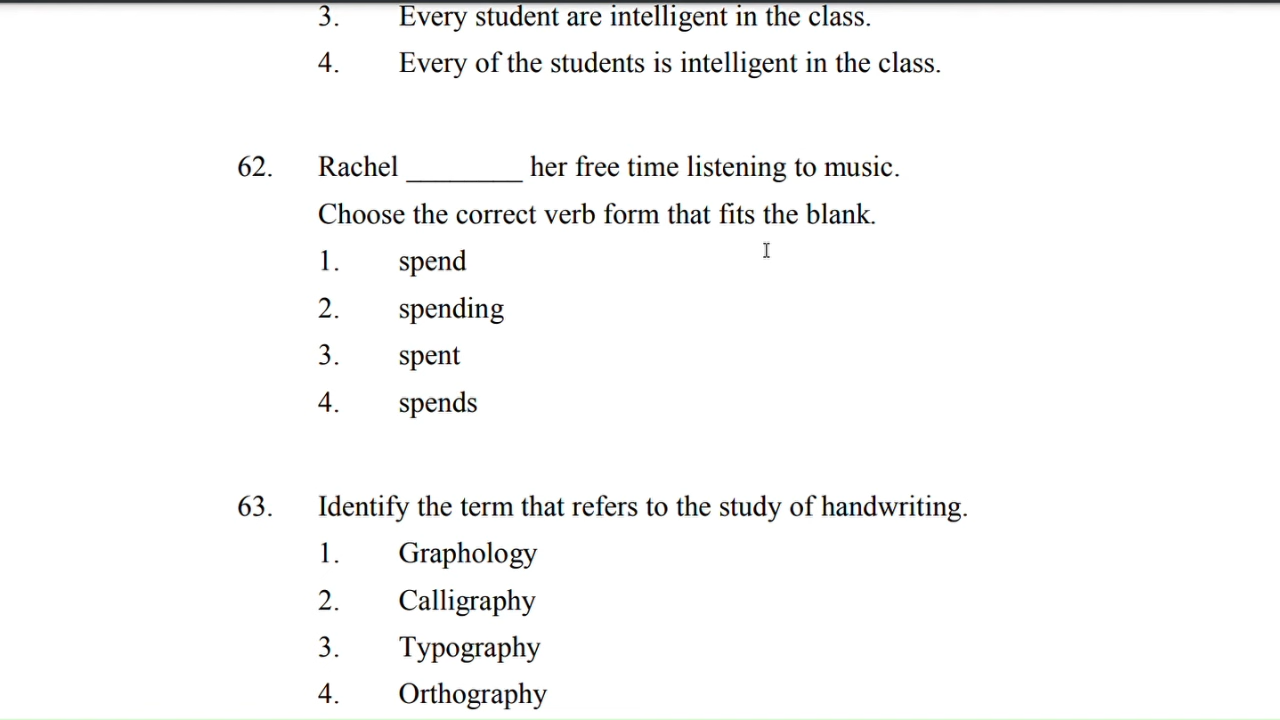 3. Every student are intelligent in the class.
4. Every of the students is intelligent in the class.
62. Rachel ________ her free time listening to music.
Choose the correct verb form that fits the blank.
1. spend
2. spending
3. spent
4. spends
63. Identify the term that refers to the study of handwriting.
1. Graphology
2. Calligraphy
3. Typography
4. Orthography